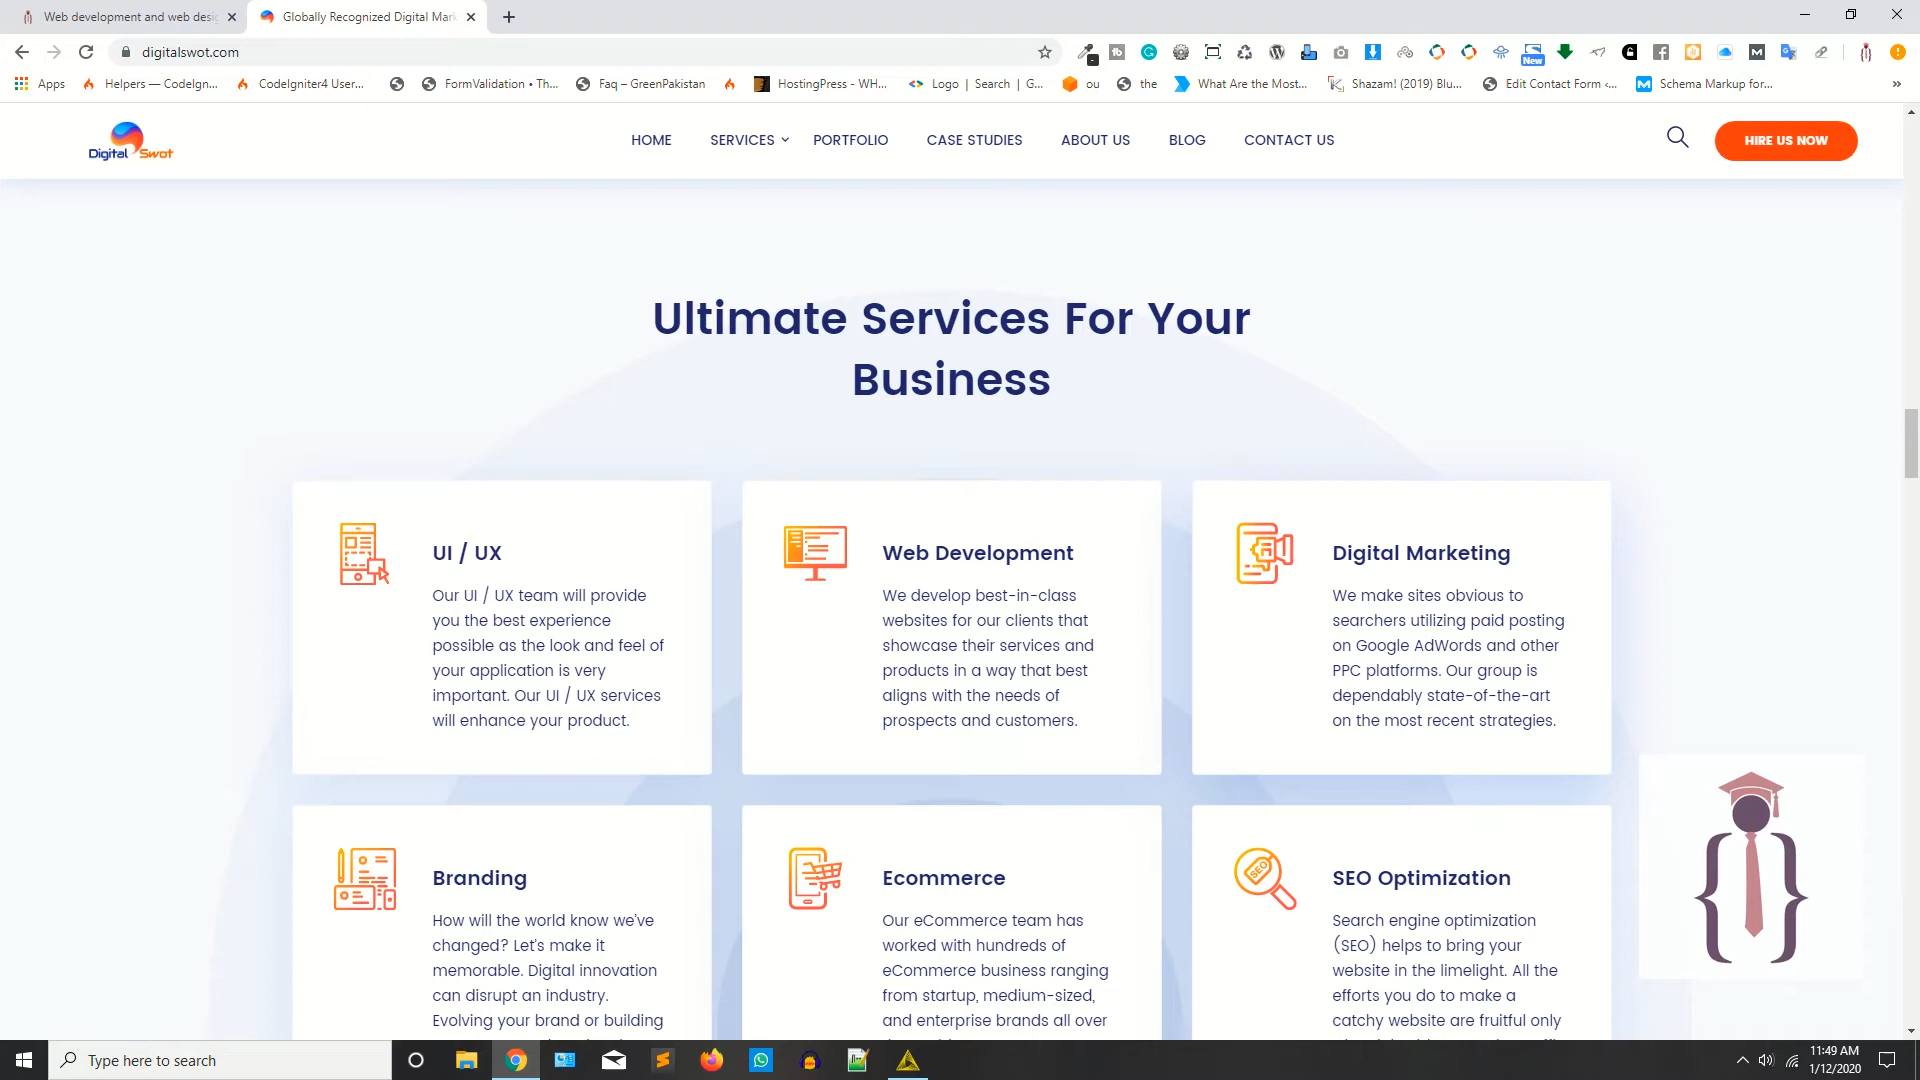 Web development and web desig
Globally Recognized Digital Mark
digitalswot.com
New
Apps
Helpers — CodeIgn...
CodeIgniter4 User...
FormValidation • Th...
Faq – GreenPakistan
HostingPress – WH...
Logo | Search | G...
ou
the
What Are the Most...
Shazam! (2019) Blu...
Edit Contact Form ‹...
Schema Markup for...
»
Digital Swot
HOME
SERVICES
PORTFOLIO
CASE STUDIES
ABOUT US
BLOG
CONTACT US
HIRE US NOW
Ultimate Services For Your
Business
UI / UX
Our UI / UX team will provide
you the best experience
possible as the look and feel of
your application is very
important. Our UI / UX services
will enhance your product.
Web Development
We develop best-in-class
websites for our clients that
showcase their services and
products in a way that best
aligns with the needs of
prospects and customers.
Digital Marketing
We make sites obvious to
searchers utilizing paid posting
on Google AdWords and other
PPC platforms. Our group is
dependably state-of-the-art
on the most recent strategies.
Branding
How will the world know we've
changed? Let's make it
memorable. Digital innovation
can disrupt an industry.
Evolving your brand or building
Ecommerce
Our eCommerce team has
worked with hundreds of
eCommerce business ranging
from startup, medium-sized,
and enterprise brands all over
SEO
SEO Optimization
Search engine optimization
(SEO) helps to bring your
website in the limelight. All the
efforts you do to make a
catchy website are fruitful only
Type here to search
11:49 AM
1/12/2020